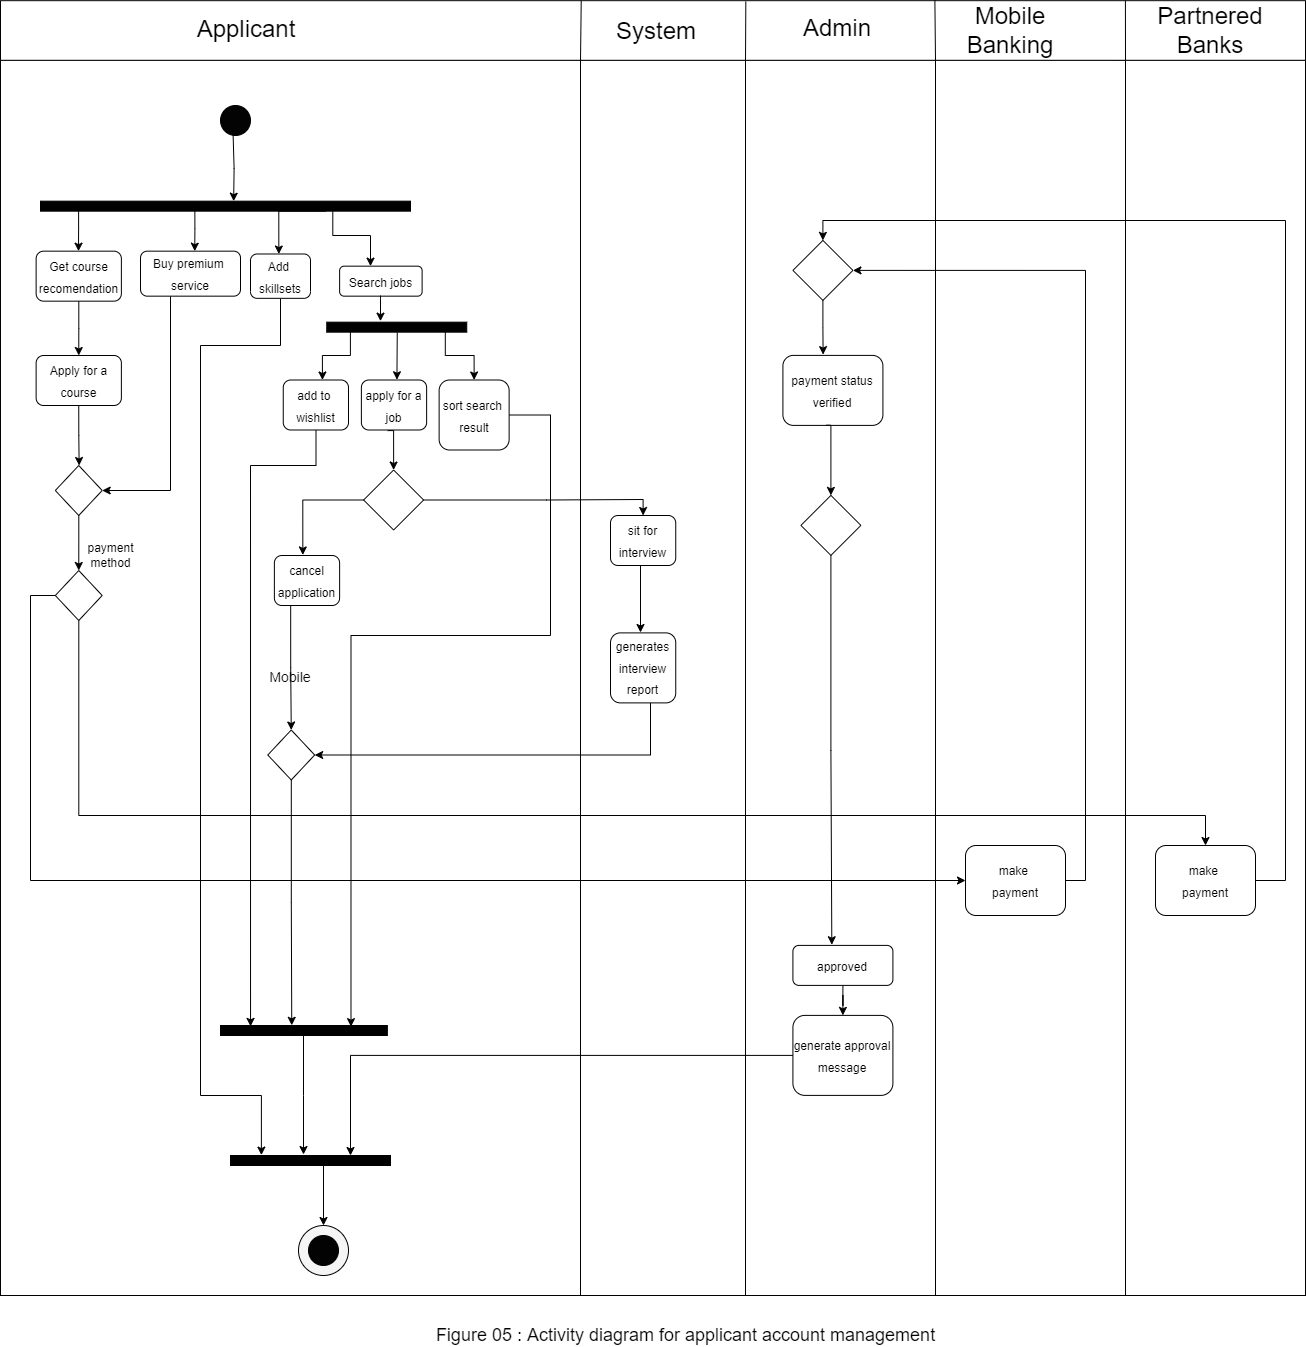 Applicant
System
Admin
Mobile
Banking
Partnered
Banks
Get course
recomendation
Buy premium
service
Add
skillsets
Search jobs
Apply for a
course
add to
wishlist
apply for a
job
sort search
result
payment status
verified
payment
method
cancel
application
sit for
interview
generates
interview
report
Mobile
make
payment
make
payment
approved
generate approval
message
Figure 05 : Activity diagram for applicant account management